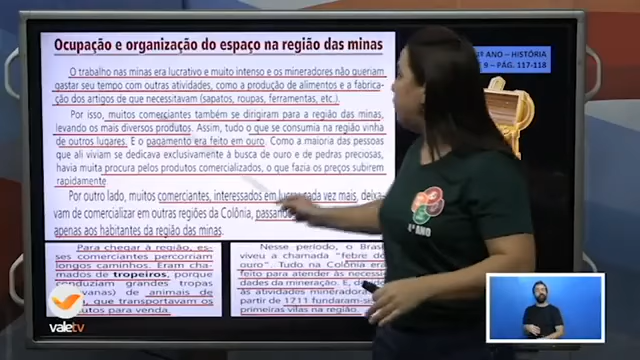 Ocupação e organização do espaço na região das minas
O trabalho nas minas era lucrativo e muito intenso e os mineradores não queriam
gastar seu tempo com outras atividades, como a produção de alimentos e a fabrica-
ção dos artigos de que necessitavam (sapatos, roupas, ferramentas, etc.).
Por isso, muitos comerciantes também se dirigiram para a região das minas,
levando os mais diversos produtos. Assim, tudo o que se consumia na região vinha
de outros lugares. E o pagamento era feito em ouro. Como a maioria das pessoas
que ali viviam se dedicava exclusivamente à busca de ouro e de pedras preciosas,
havia muita procura pelos produtos comercializados, o que fazia os preços subirem
rapidamente.
Por outro lado, muitos comerciantes, interessados em lucrar cada vez mais, deixa-
vam de comercializar em outras regiões da Colônia, passando
apenas aos habitantes da região das minas.
Para chegar à região, es-
ses comerciantes percorriam
longos caminhos. Eram cha-
mados de tropeiros, porque
conduziam grandes tropas
de animais de
que transportavam os
para venda.
Nesse período, o Brasil
viveu a chamada "febre do
ouro". Tudo na Colônia era
feito para atender às necessi-
dades da mineração. E,
às atividades mineradoras,
partir de 1711 fundaram-se
primeiras vilas na região.
ANO – HISTÓRIA
9 – PÁG. 117-118
4.º ANO
valetv